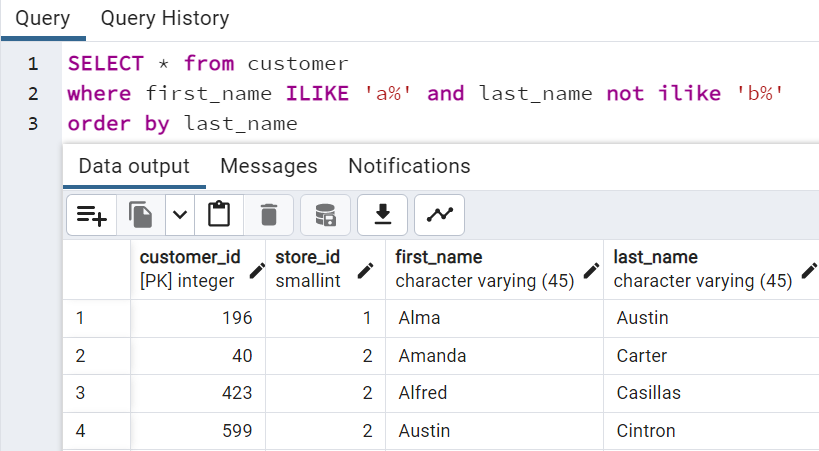 Query Query History
1 SELECT * from customer
2 where first_name ILIKE 'a%' and last_name not ilike 'b%'
3 order by last_name
Data output Messages Notifications
customer_id store_id first_name last_name
[PK] integer smallint character varying (45) character varying (45)
1 196 1 Alma Austin
2 40 2 Amanda Carter
3 423 2 Alfred Casillas
4 599 2 Austin Cintron